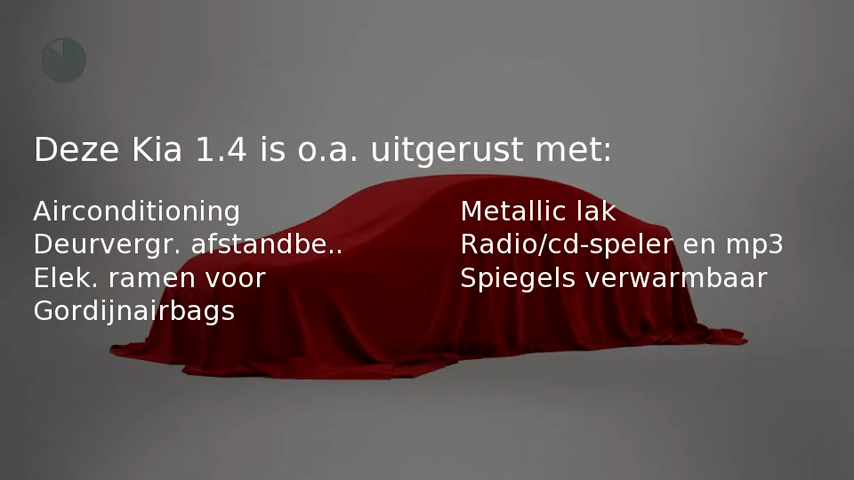 Deze Kia 1.4 is o.a. uitgerust met:
Airconditioning
Deurvergr. afstandbe..
Elek. ramen voor
Gordijnairbags
Metallic lak
Radio/cd-speler en mp3
Spiegels verwarmbaar